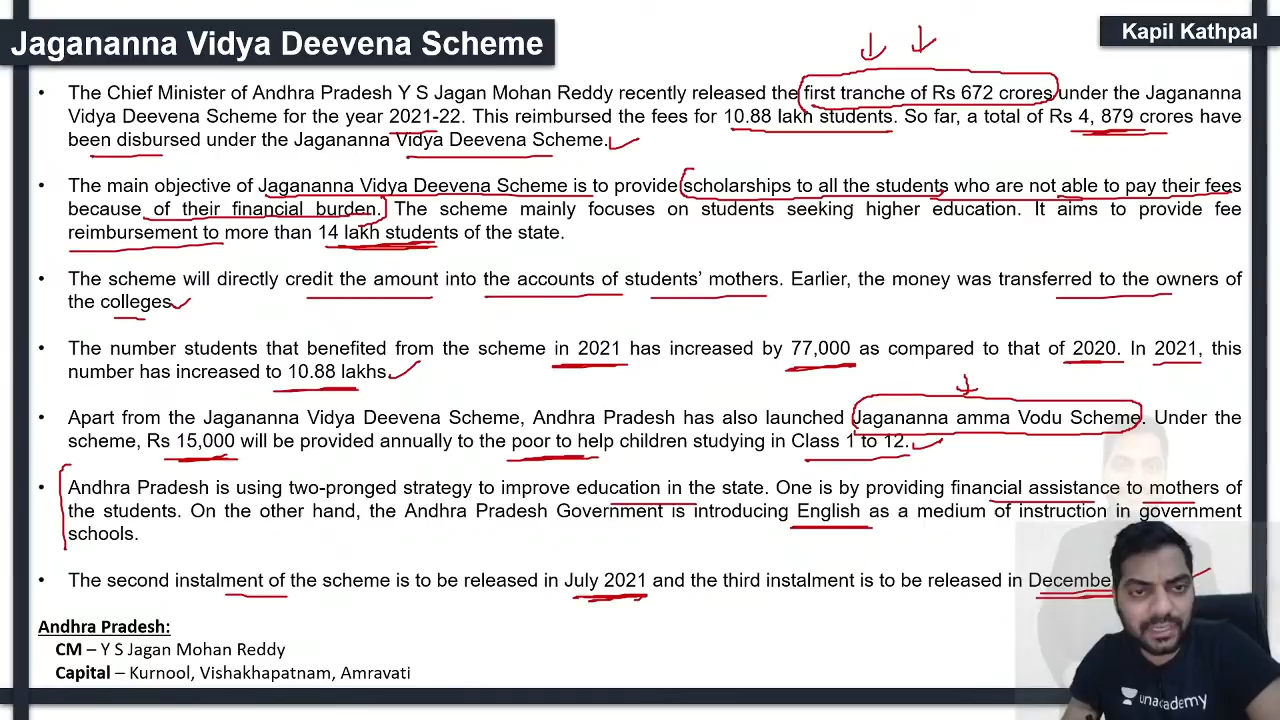 Jagananna Vidya Deevena Scheme
Kapil Kathpal
• The Chief Minister of Andhra Pradesh Y S Jagan Mohan Reddy recently released the first tranche of Rs 672 crores under the Jagananna
Vidya Deevena Scheme for the year 2021-22. This reimbursed the fees for 10.88 lakh students. So far, a total of Rs 4, 879 crores have
been disbursed under the Jagananna Vidya Deevena Scheme.
• The main objective of Jagananna Vidya Deevena Scheme is to provide scholarships to all the students who are not able to pay their fees
because of their financial burden. The scheme mainly focuses on students seeking higher education. It aims to provide fee
reimbursement to more than 14 lakh students of the state.
• The scheme will directly credit the amount into the accounts of students’ mothers. Earlier, the money was transferred to the owners of
the colleges.
• The number students that benefited from the scheme in 2021 has increased by 77,000 as compared to that of 2020. In 2021, this
number has increased to 10.88 lakhs.
• Apart from the Jagananna Vidya Deevena Scheme, Andhra Pradesh has also launched Jagananna amma Vodu Scheme. Under the
scheme, Rs 15,000 will be provided annually to the poor to help children studying in Class 1 to 12.
• Andhra Pradesh is using two-pronged strategy to improve education in the state. One is by providing financial assistance to mothers of
the students. On the other hand, the Andhra Pradesh Government is introducing English as a medium of instruction in government
schools.
• The second instalment of the scheme is to be released in July 2021 and the third instalment is to be released in
Andhra Pradesh:
CM – Y S Jagan Mohan Reddy
Capital – Kurnool, Vishakhapatnam, Amravati
unacademy